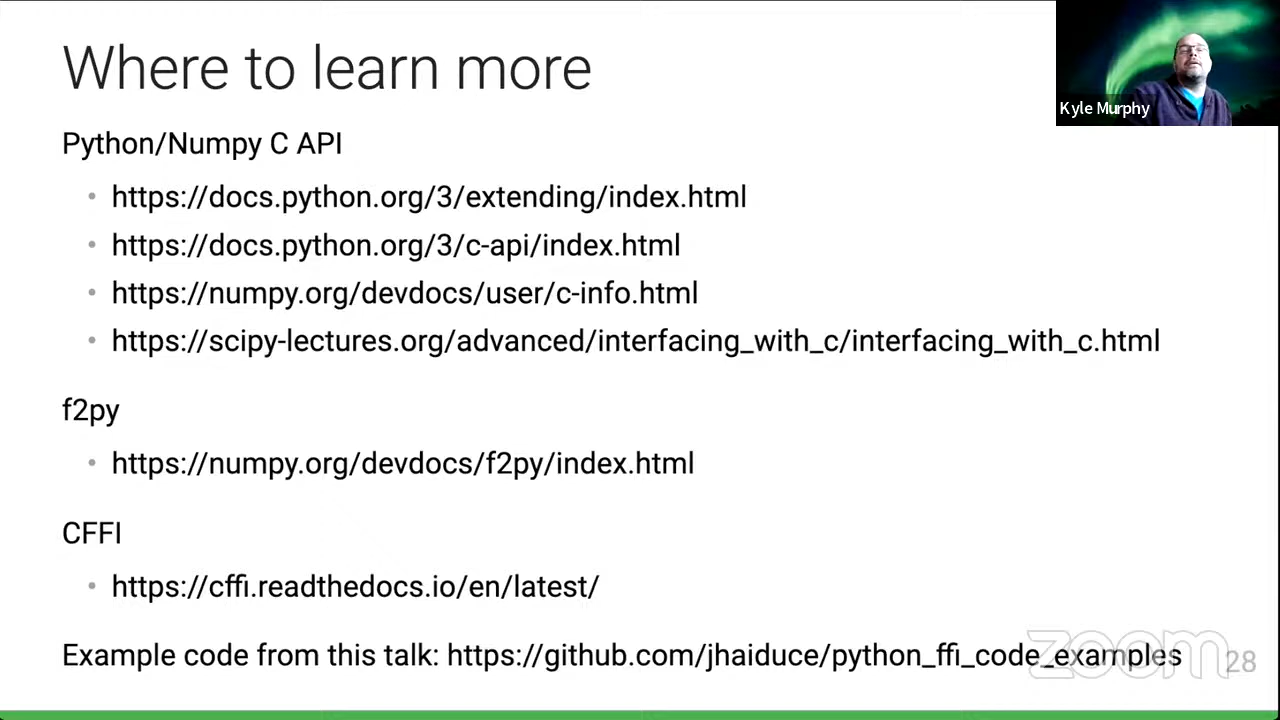 Where to learn more
Kyle Murphy
Python/Numpy C API
• https://docs.python.org/3/extending/index.html
• https://docs.python.org/3/c-api/index.html
• https://numpy.org/devdocs/user/c-info.html
• https://scipy-lectures.org/advanced/interfacing_with_c/interfacing_with_c.html
f2py
• https://numpy.org/devdocs/f2py/index.html
CFFI
• https://cffi.readthedocs.io/en/latest/
Example code from this talk: https://github.com/jhaiduce/python_ffi_code_examples
zoom
28